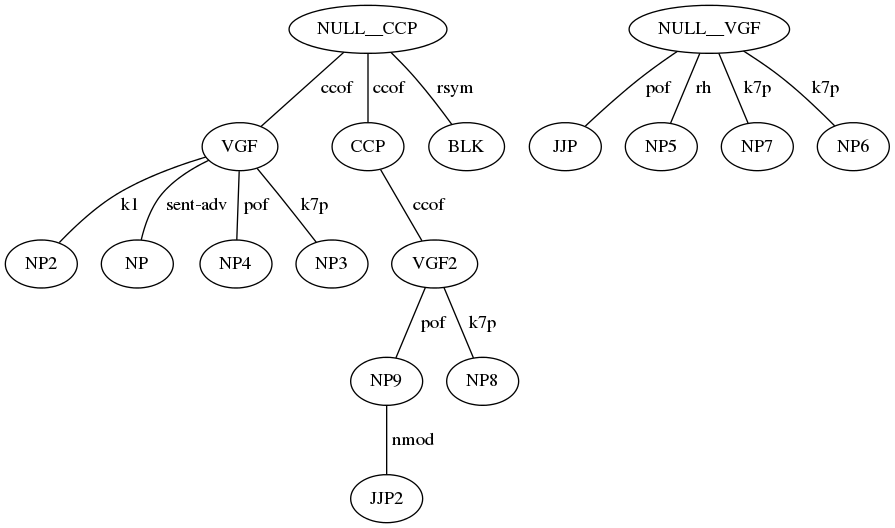 NULL__CCP NULL__VGF
ccof ccof rsym pof rh k7p k7p
VGF CCP BLK JJP NP5 NP7 NP6
k1 sent-adv pof k7p ccof
NP2 NP NP4 NP3 VGF2
pof k7p
NP9 NP8
nmod
JJP2